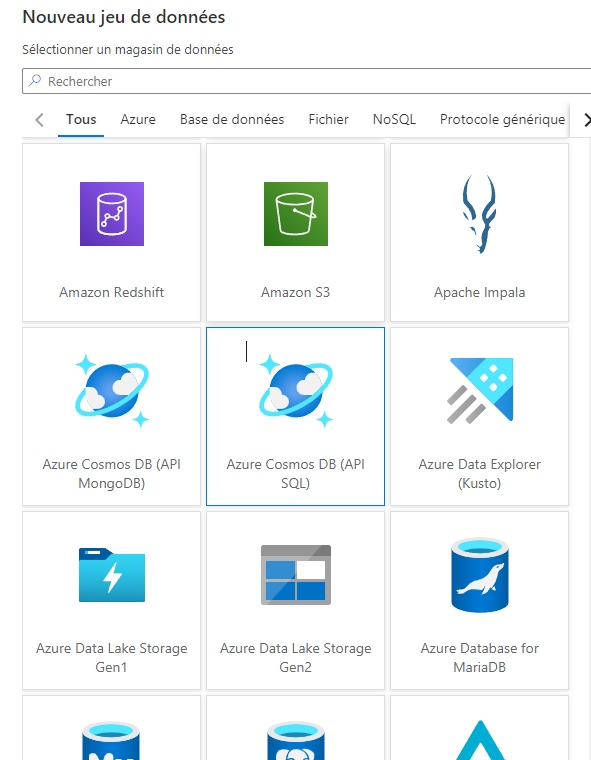 Nouveau jeu de données
Sélectionner un magasin de données
Rechercher
Tous Azure Base de données Fichier NoSQL Protocole générique
Amazon Redshift
Amazon S3
Apache Impala
Azure Cosmos DB (API
MongoDB)
Azure Cosmos DB (API
SQL)
Azure Data Explorer
(Kusto)
Azure Data Lake Storage
Gen1
Azure Data Lake Storage
Gen2
Azure Database for
MariaDB